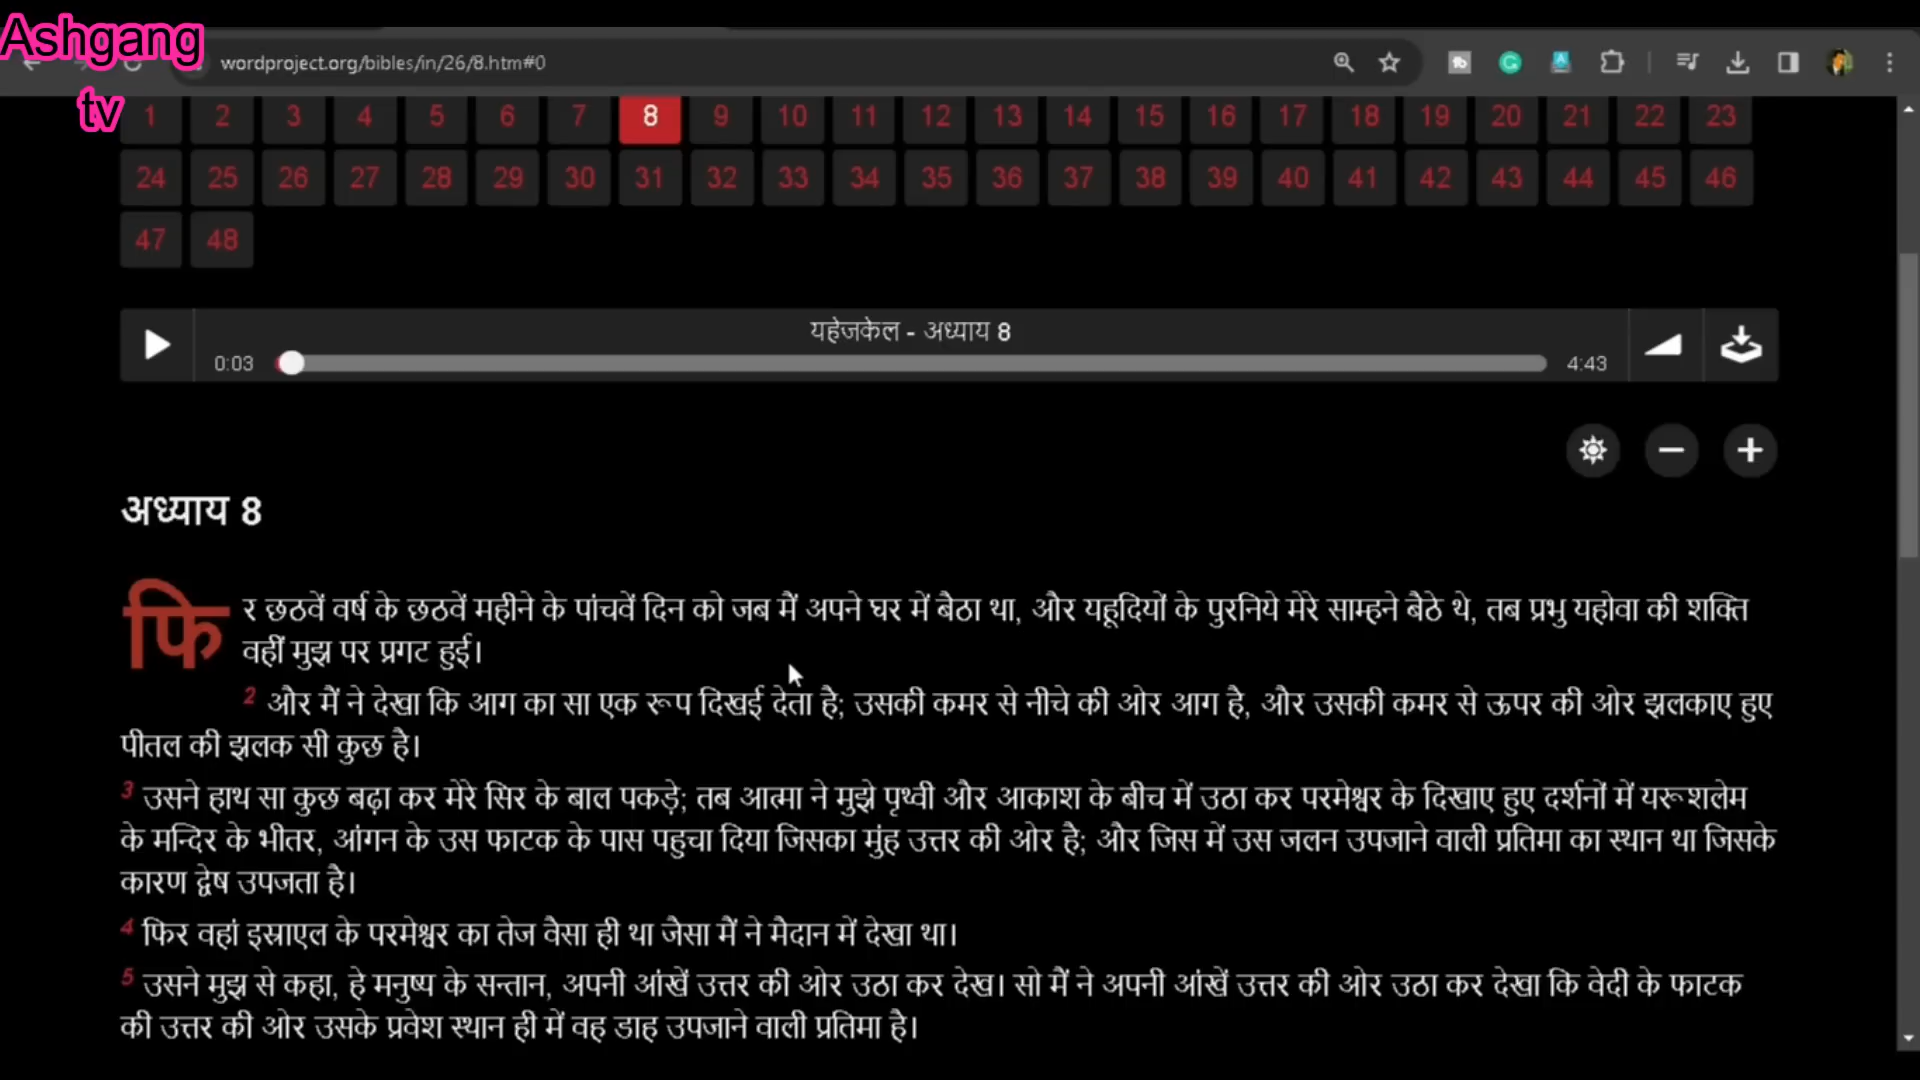 Ashgang
tv
wordproject.org/bibles/in/26/8.htm#0
1 2 3 4 5 6 7 8 9 10 11 12 13 14 15 16 17 18 19 20 21 22 23
24 25 26 27 28 29 30 31 32 33 34 35 36 37 38 39 40 41 42 43 44 45 46
47 48
यहेजकेल - अध्याय 8
0:03 4:43
अध्याय 8
फिर छठवें वर्ष के छठवें महीने के पांचवें दिन को जब मैं अपने घर में बैठा था, और यहूदियों के पुरनिये मेरे साम्हने बैठे थे, तब प्रभु यहोवा की शक्ति
वहीं मुझ पर प्रगट हुई।
2 और मैं ने देखा कि आग का सा एक रूप दिखई देता है; उसकी कमर से नीचे की ओर आग है, और उसकी कमर से ऊपर की ओर झलकाए हुए
पीतल की झलक सी कुछ है।
3 उसने हाथ सा कुछ बढ़ा कर मेरे सिर के बाल पकड़े; तब आत्मा ने मुझे पृथ्वी और आकाश के बीच में उठा कर परमेश्वर के दिखाए हुए दर्शनों में यरूशलेम
के मन्दिर के भीतर, आंगन के उस फाटक के पास पहुचा दिया जिसका मुंह उत्तर की ओर है; और जिस में उस जलन उपजाने वाली प्रतिमा का स्थान था जिसके
कारण द्वेष उपजता है।
4 फिर वहां इस्राएल के परमेश्वर का तेज वैसा ही था जैसा मैं ने मैदान में देखा था।
5 उसने मुझ से कहा, हे मनुष्य के सन्तान, अपनी आंखें उत्तर की ओर उठा कर देख। सो मैं ने अपनी आंखें उत्तर की ओर उठा कर देखा कि वेदी के फाटक
की उत्तर की ओर उसके प्रवेश स्थान ही में वह डाह उपजाने वाली प्रतिमा है।